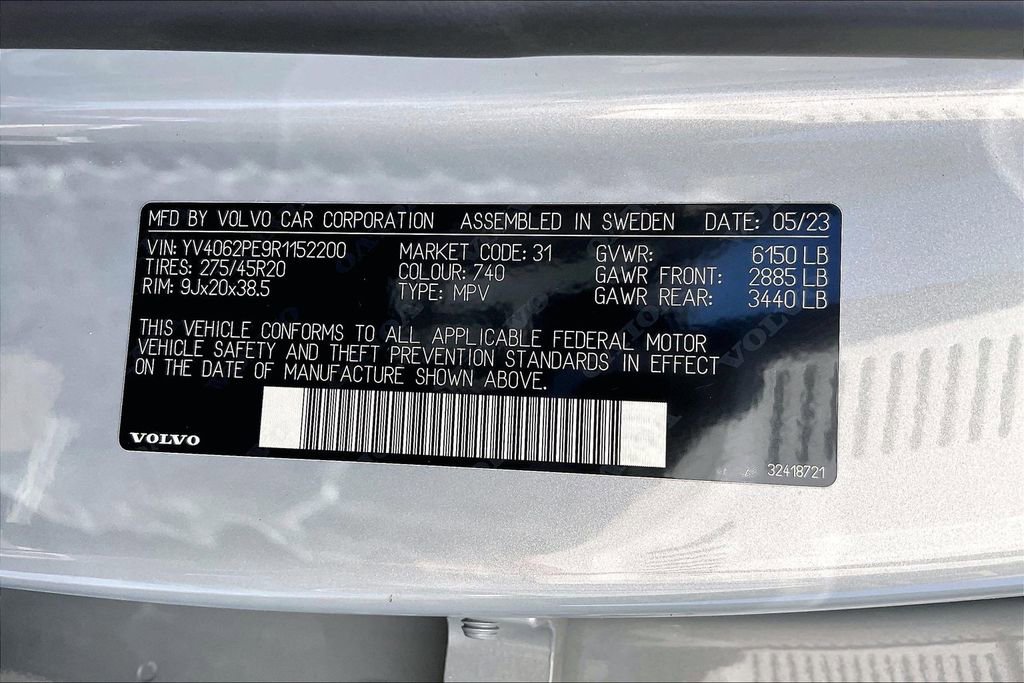 MFD BY VOLVO CAR CORPORATION ASSEMBLED IN SWEDEN DATE: 05/23
VIN: YV4062PE9R1152200 MARKET CODE: 31 GVWR: 6150 LB
TIRES: 275/45R20 COLOUR: 740 GAWR FRONT: 2885 LB
RIM: 9Jx20x38.5 TYPE: MPV GAWR REAR: 3440 LB
THIS VEHICLE CONFORMS TO ALL APPLICABLE FEDERAL MOTOR
VEHICLE SAFETY AND THEFT PREVENTION STANDARDS IN EFFECT
ON THE DATE OF MANUFACTURE SHOWN ABOVE.
VOLVO
32418721